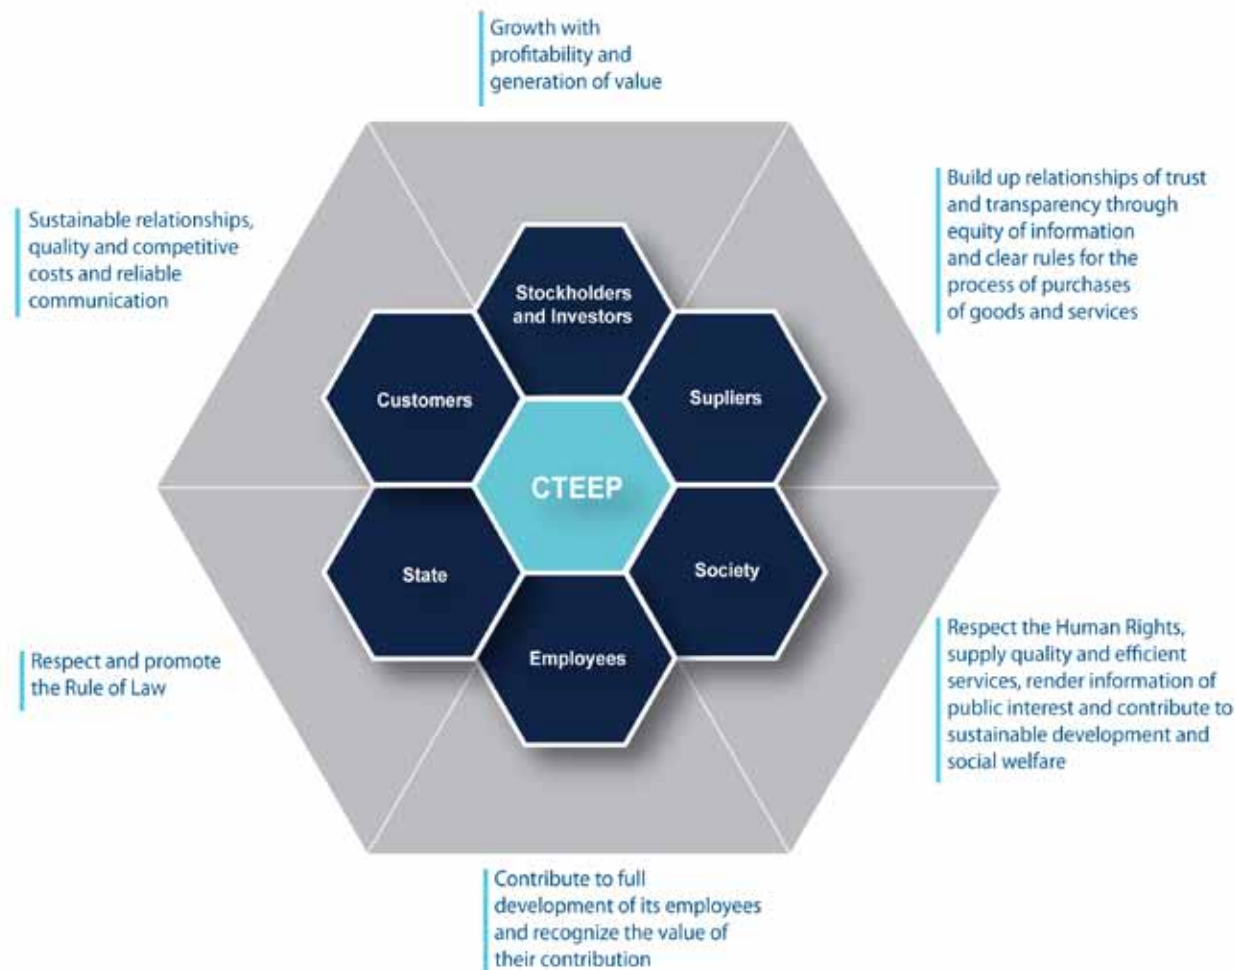 Growth with
profitability and
generation of value
Sustainable relationships,
quality and competitive
costs and reliable
communication
Build up relationships of trust
and transparency through
equity of information
and clear rules for the
process of purchases
of goods and services
Stockholders
and Investors
Customers
Supliers
CTEEP
State
Society
Employees
Respect and promote
the Rule of Law
Respect the Human Rights,
supply quality and efficient
services, render information of
public interest and contribute to
sustainable development and
social welfare
Contribute to full
development of its employees
and recognize the value of
their contribution